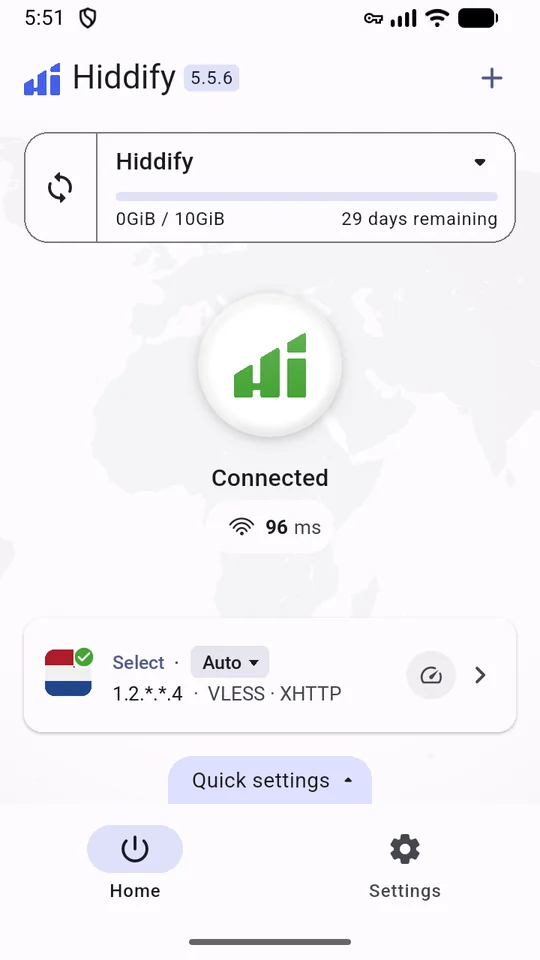 5:51
Hiddify 5.5.6
Hiddify
0GiB / 10GiB 29 days remaining
Connected
96 ms
Select · Auto
1.2.*.*.4 · VLESS · XHTTP
Quick settings
Home Settings